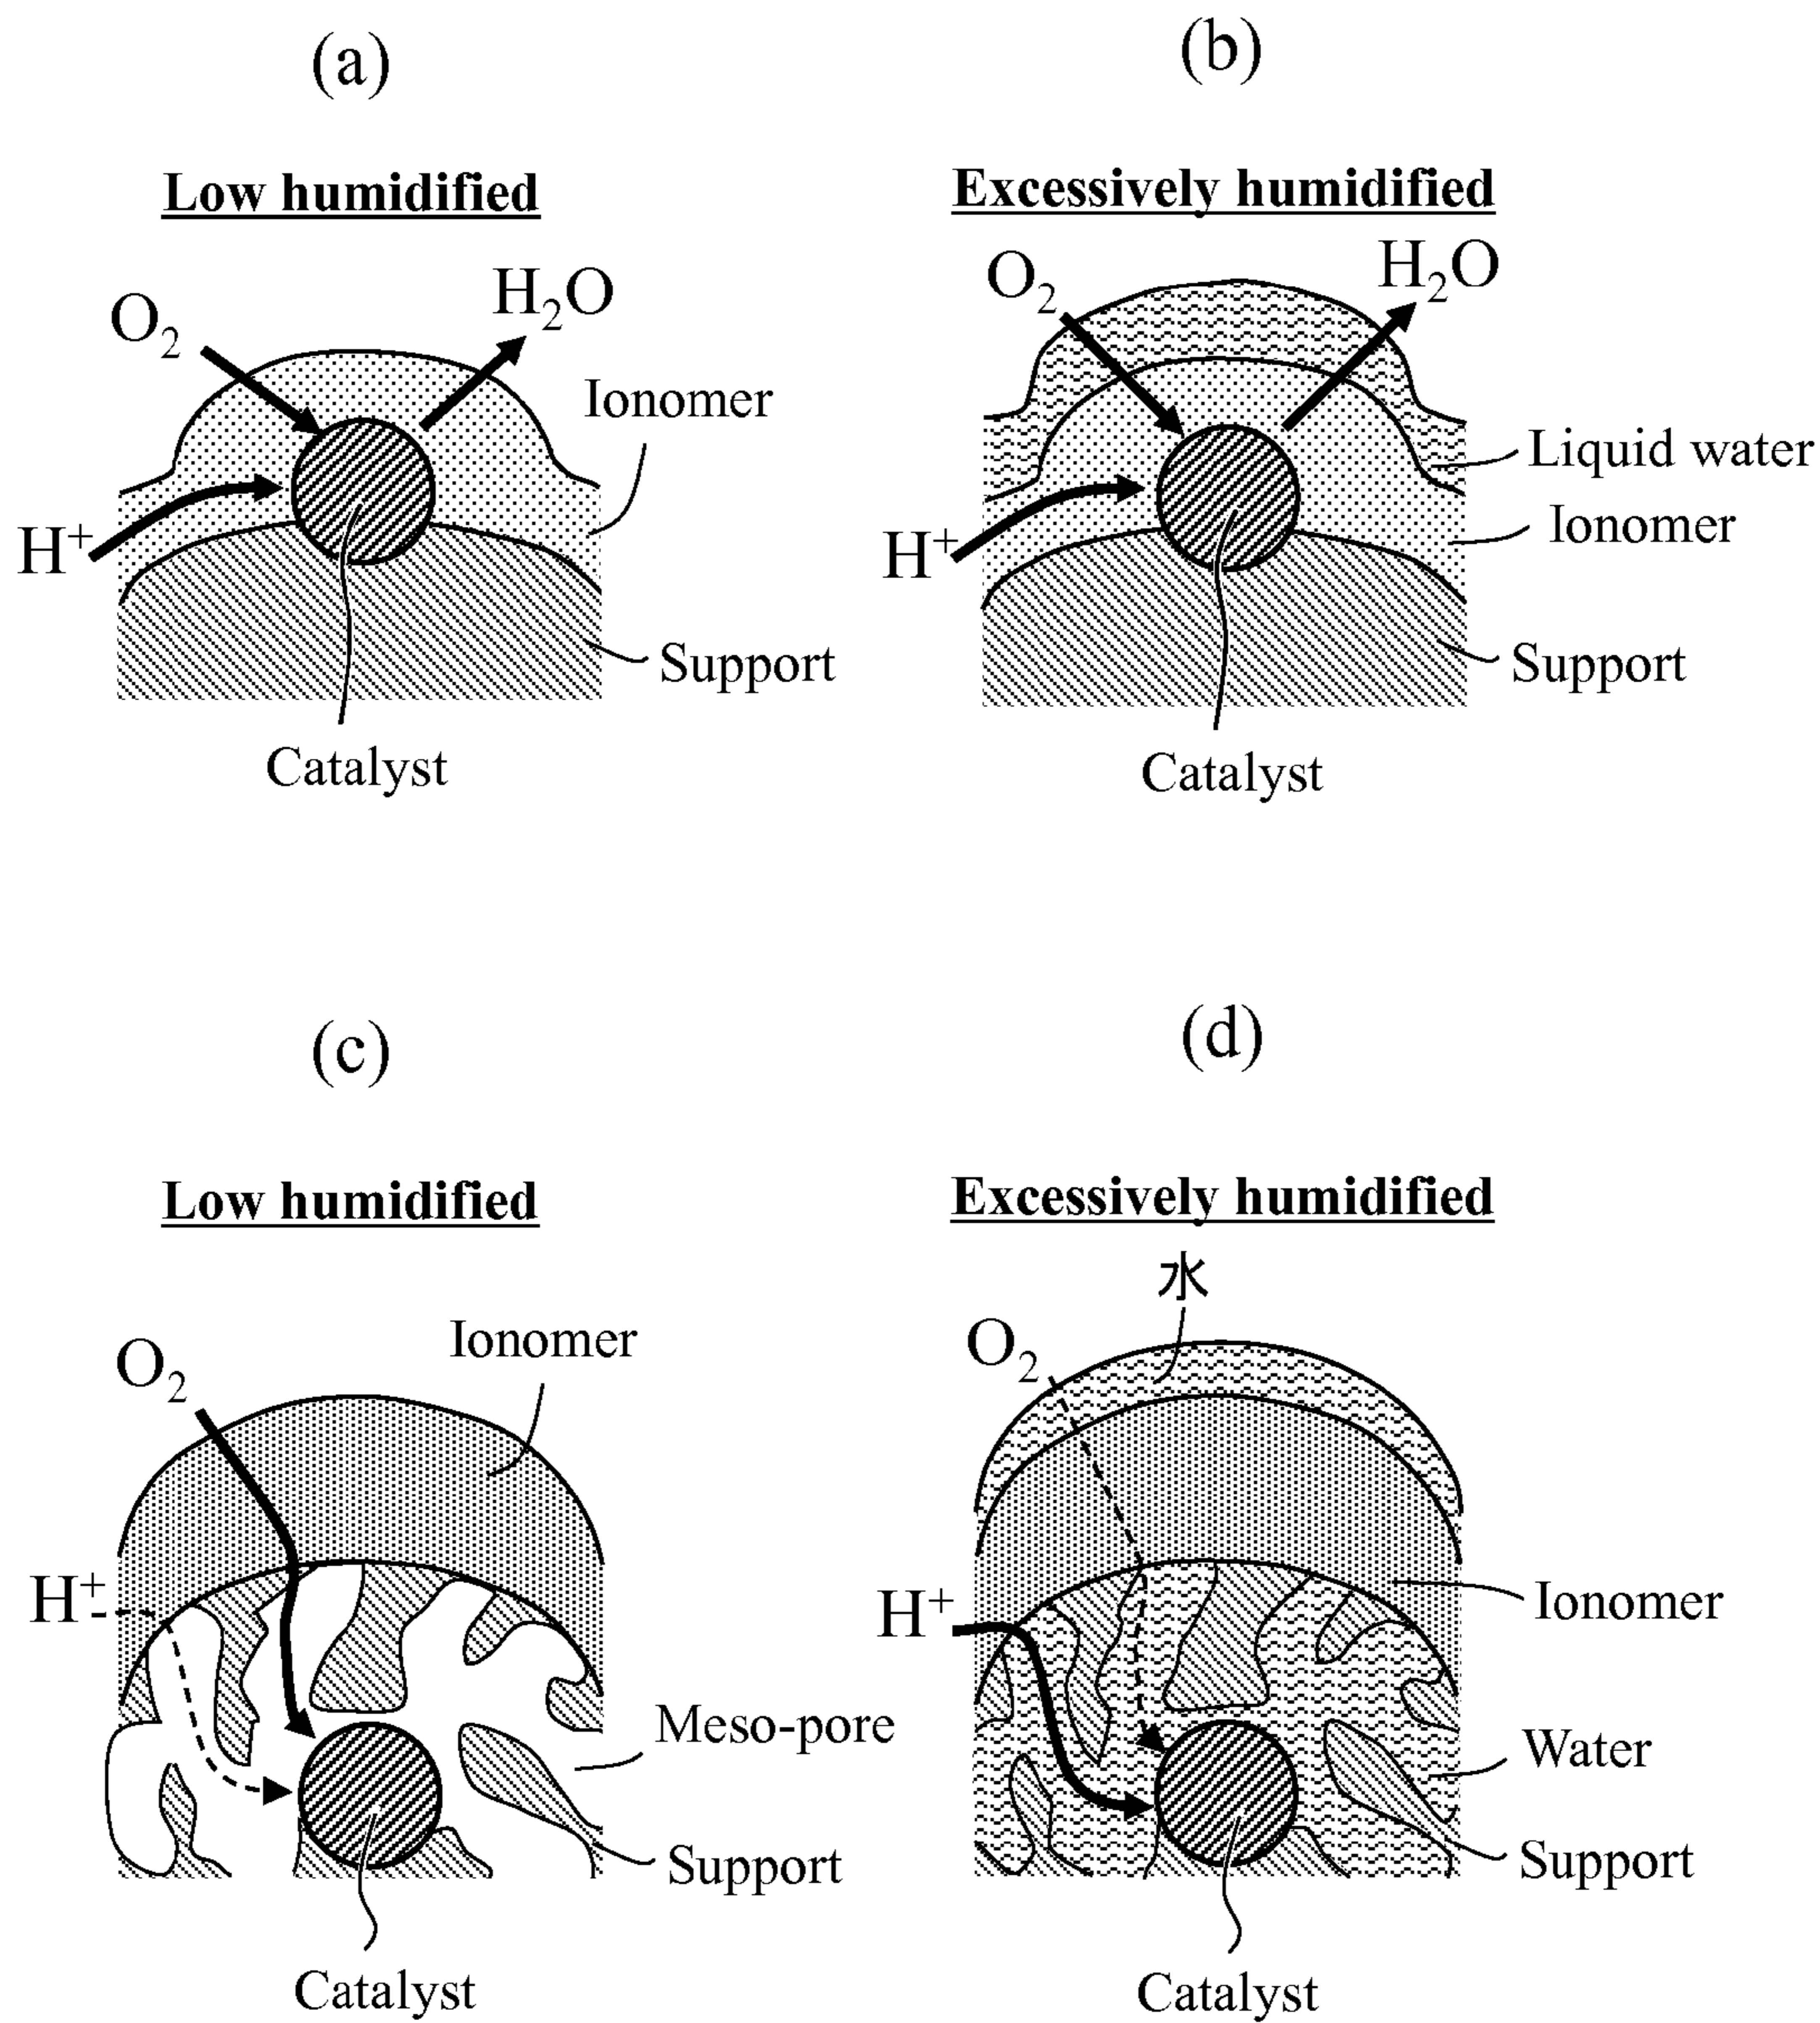 (a)
Low humidified
O₂
H₂O
Ionomer
H⁺
Support
Catalyst
(b)
Excessively humidified
O₂
H₂O
Liquid water
Ionomer
H⁺
Support
Catalyst
(c)
Low humidified
O₂
Ionomer
H⁺
Meso-pore
Support
Catalyst
(d)
Excessively humidified
水
O₂
H⁺
Ionomer
Water
Support
Catalyst